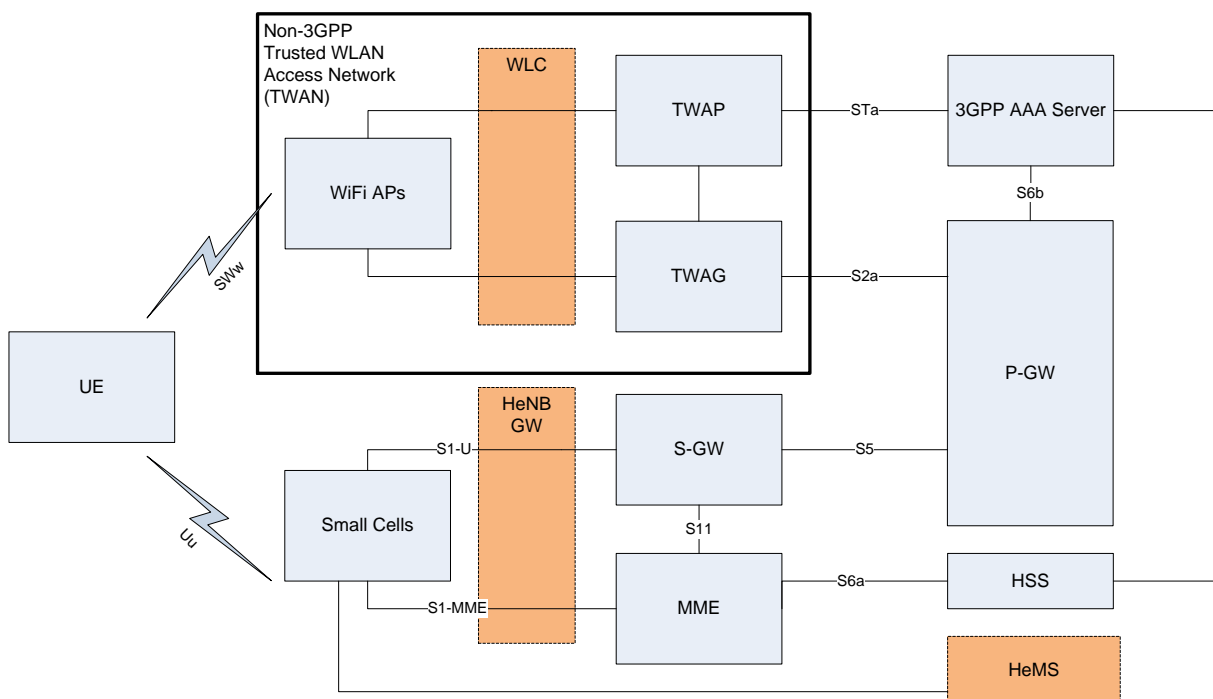 Non-3GPP
Trusted WLAN
Access Network
(TWAN)
WLC
TWAP
STa
3GPP AAA Server
WiFi APs
S6b
SWw
TWAG
S2a
UE
P-GW
HeNB
GW
S1-U
S-GW
S5
Small Cells
S11
Uu
S1-MME
MME
S6a
HSS
HeMS